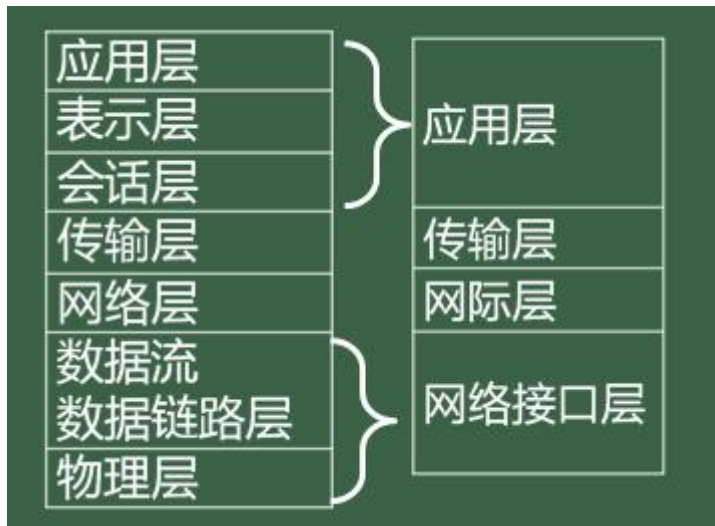 应用层
表示层
会话层
传输层
网络层
数据流
数据链路层
物理层
应用层
传输层
网际层
网络接口层